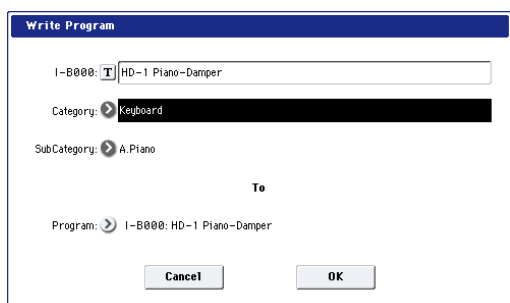 Write Program
I-B000: T HD-1 Piano-Damper
Category: Keyboard
SubCategory: A.Piano
To
Program: I-B000: HD-1 Piano-Damper
Cancel OK